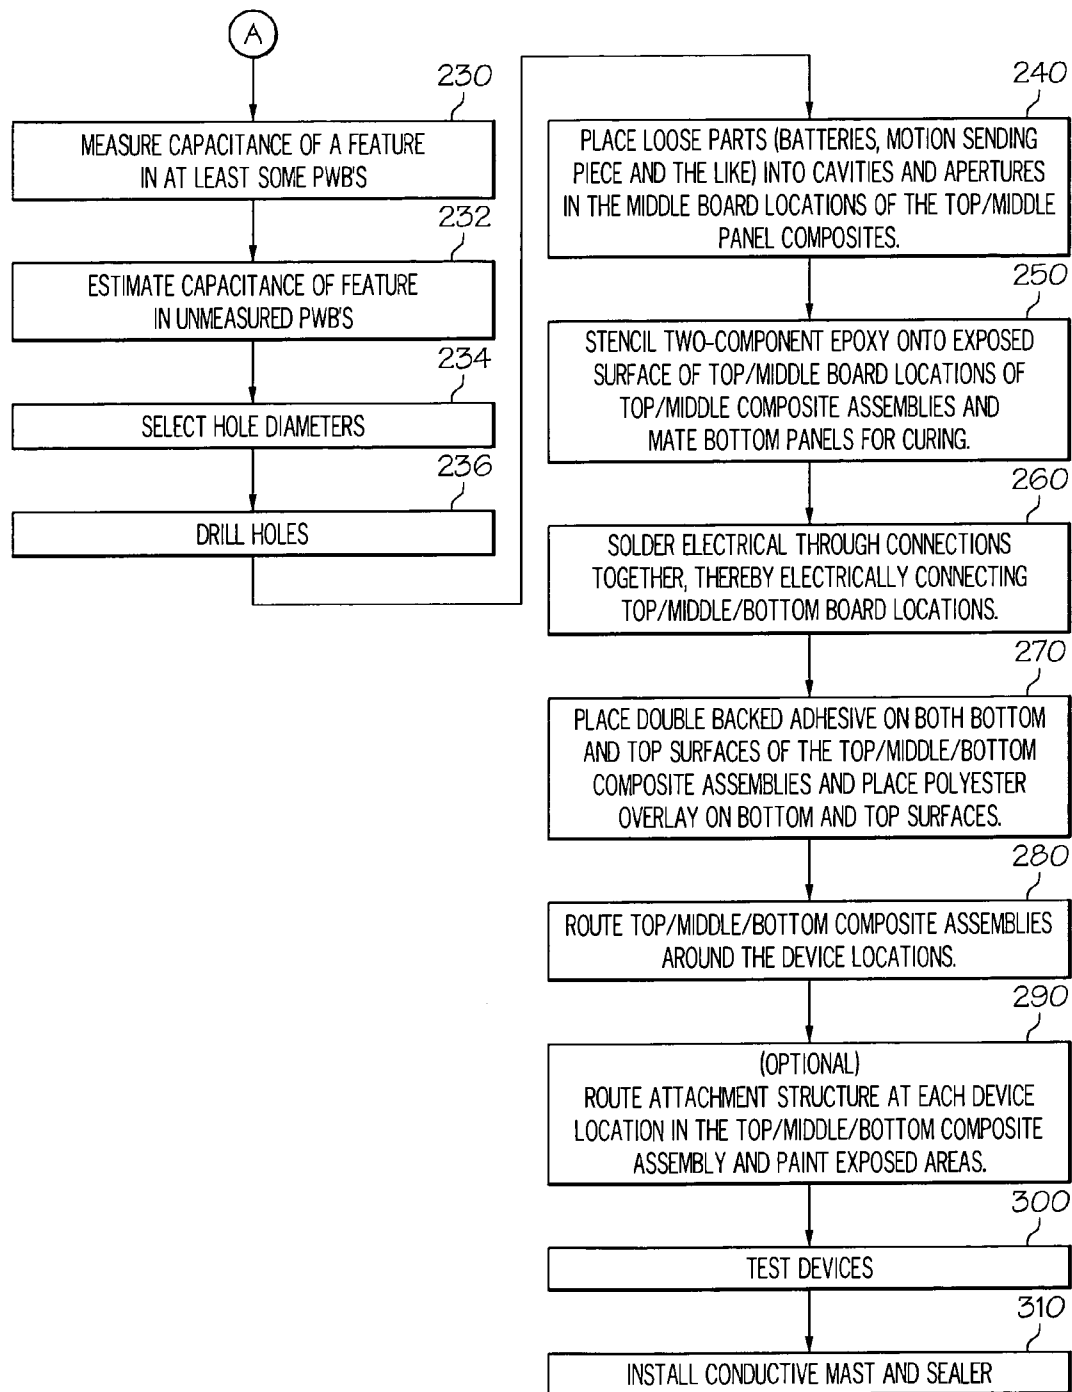 A
230
MEASURE CAPACITANCE OF A FEATURE
IN AT LEAST SOME PWB'S
232
ESTIMATE CAPACITANCE OF FEATURE
IN UNMEASURED PWB'S
234
SELECT HOLE DIAMETERS
236
DRILL HOLES
240
PLACE LOOSE PARTS (BATTERIES, MOTION SENDING
PIECE AND THE LIKE) INTO CAVITIES AND APERTURES
IN THE MIDDLE BOARD LOCATIONS OF THE TOP/MIDDLE
PANEL COMPOSITES.
250
STENCIL TWO-COMPONENT EPOXY ONTO EXPOSED
SURFACE OF TOP/MIDDLE BOARD LOCATIONS OF
TOP/MIDDLE COMPOSITE ASSEMBLIES AND
MATE BOTTOM PANELS FOR CURING.
260
SOLDER ELECTRICAL THROUGH CONNECTIONS
TOGETHER, THEREBY ELECTRICALLY CONNECTING
TOP/MIDDLE/BOTTOM BOARD LOCATIONS.
270
PLACE DOUBLE BACKED ADHESIVE ON BOTH BOTTOM
AND TOP SURFACES OF THE TOP/MIDDLE/BOTTOM
COMPOSITE ASSEMBLIES AND PLACE POLYESTER
OVERLAY ON BOTTOM AND TOP SURFACES.
280
ROUTE TOP/MIDDLE/BOTTOM COMPOSITE ASSEMBLIES
AROUND THE DEVICE LOCATIONS.
290
(OPTIONAL)
ROUTE ATTACHMENT STRUCTURE AT EACH DEVICE
LOCATION IN THE TOP/MIDDLE/BOTTOM COMPOSITE
ASSEMBLY AND PAINT EXPOSED AREAS.
300
TEST DEVICES
310
INSTALL CONDUCTIVE MAST AND SEALER